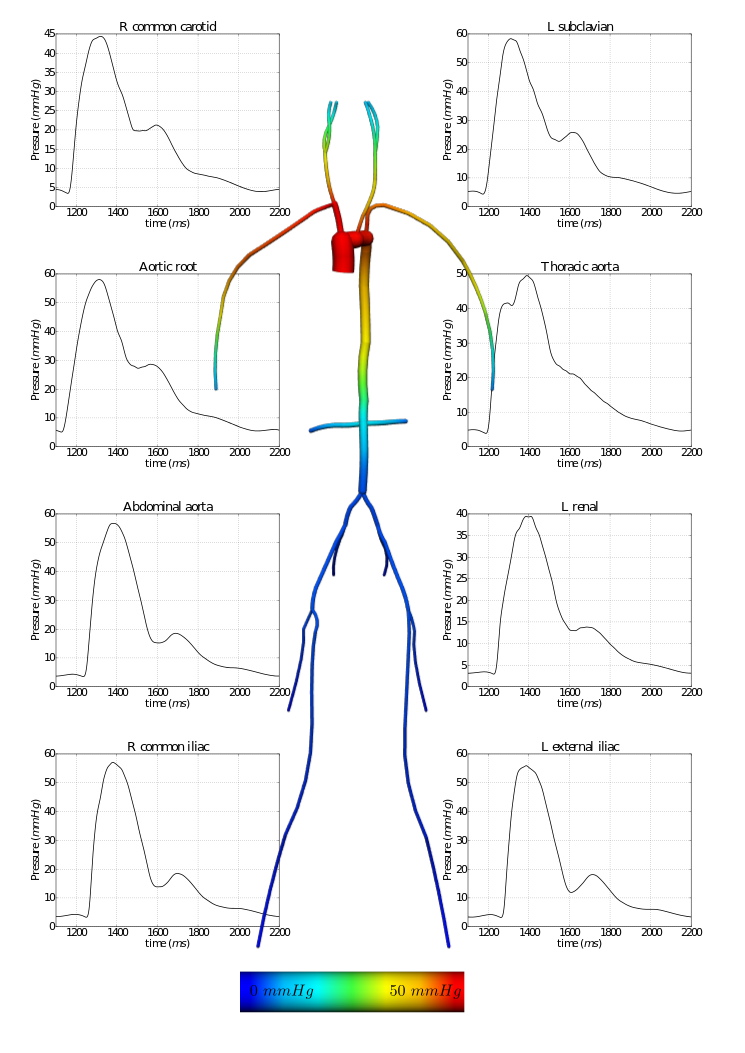 R common carotid
Pressure (mmHg)
45
40
35
30
25
20
15
10
5
0
1200 1400 1600 1800 2000 2200
time (ms)
L subclavian
Pressure (mmHg)
60
50
40
30
20
10
0
1200 1400 1600 1800 2000 2200
time (ms)
Aortic root
Pressure (mmHg)
60
50
40
30
20
10
0
1200 1400 1600 1800 2000 2200
time (ms)
Thoracic aorta
Pressure (mmHg)
50
40
30
20
10
0
1200 1400 1600 1800 2000 2200
time (ms)
Abdominal aorta
Pressure (mmHg)
60
50
40
30
20
10
0
1200 1400 1600 1800 2000 2200
time (ms)
L renal
Pressure (mmHg)
40
35
30
25
20
15
10
5
0
1200 1400 1600 1800 2000 2200
time (ms)
R common iliac
Pressure (mmHg)
60
50
40
30
20
10
0
1200 1400 1600 1800 2000 2200
time (ms)
L external iliac
Pressure (mmHg)
60
50
40
30
20
10
0
1200 1400 1600 1800 2000 2200
time (ms)
0 mmHg 50 mmHg